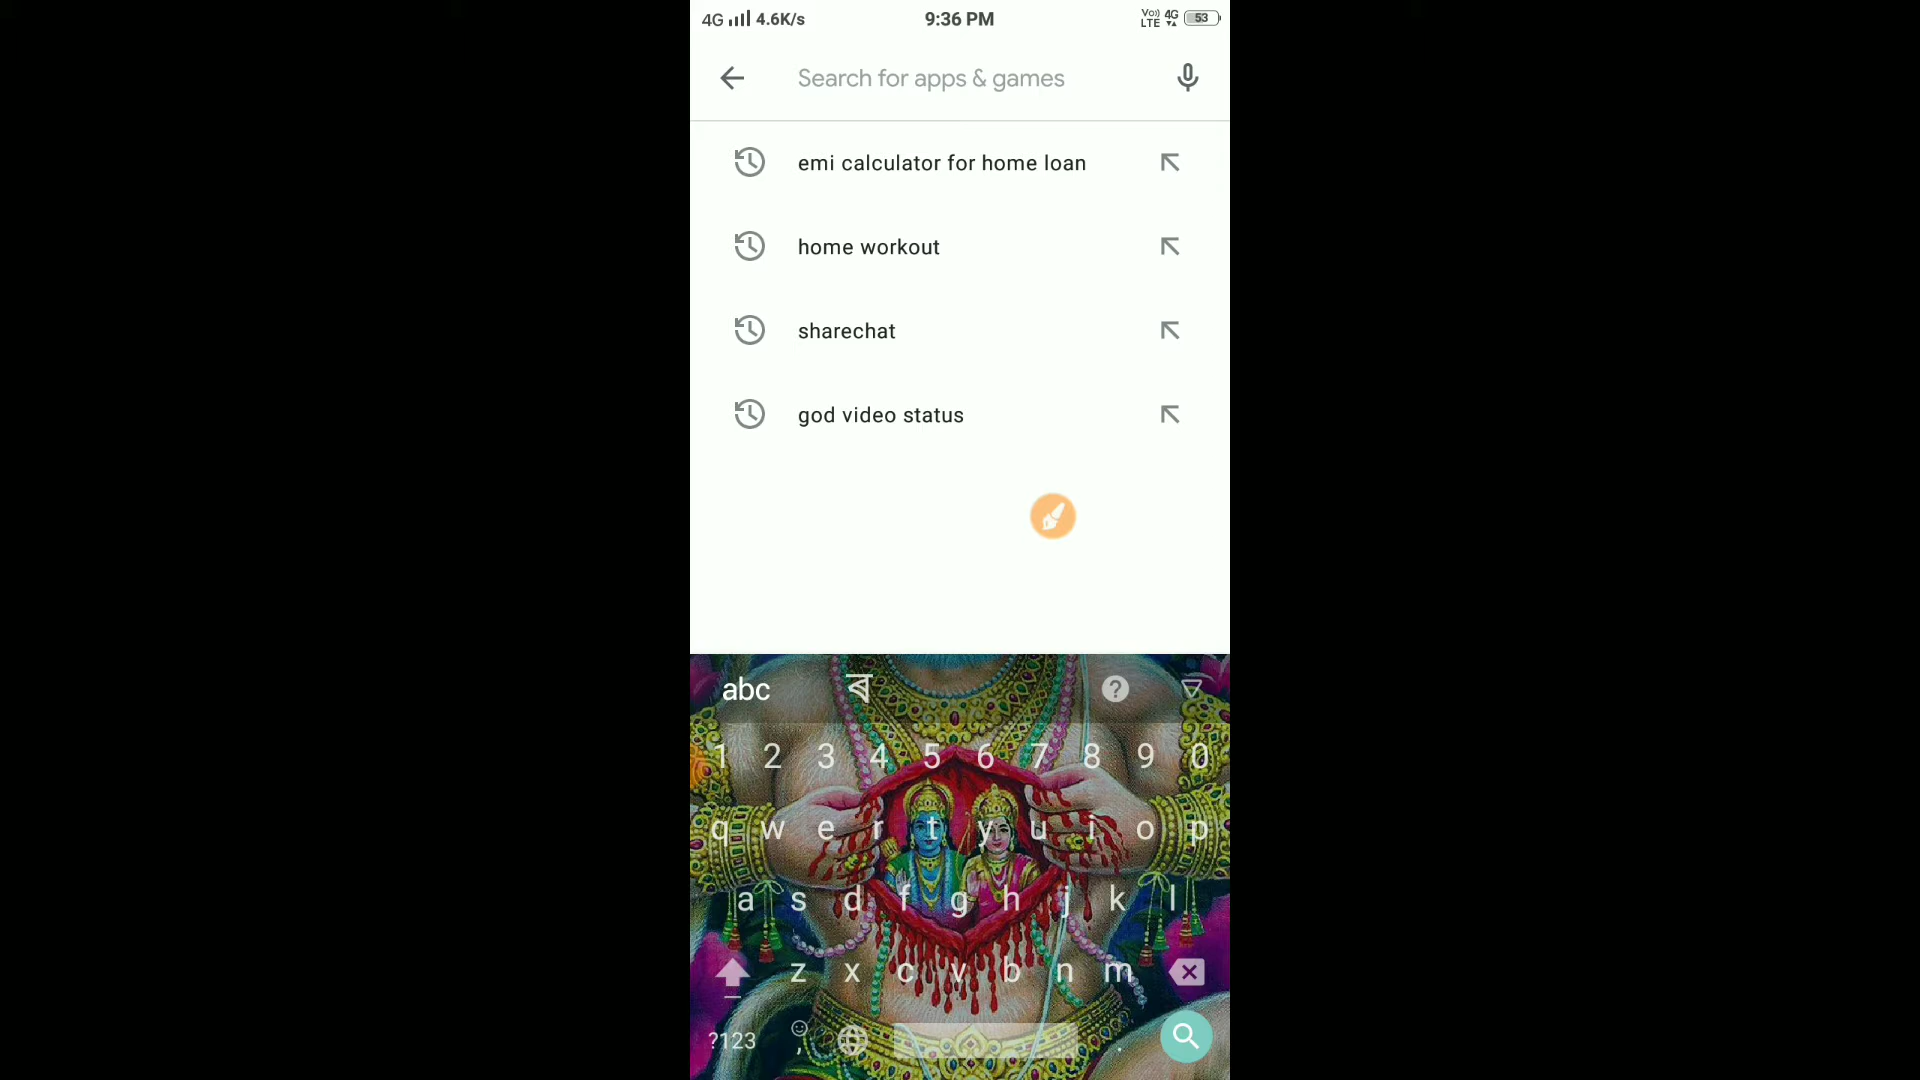 4G 4.6K/s 9:36 PM Vo)) LTE 4G 53
Search for apps & games
emi calculator for home loan
home workout
sharechat
god video status
abc ?
1 2 3 4 5 6 7 8 9 0
q w e r t y u i o p
a s d f g h j k l
z x c v b n m
?123 , .